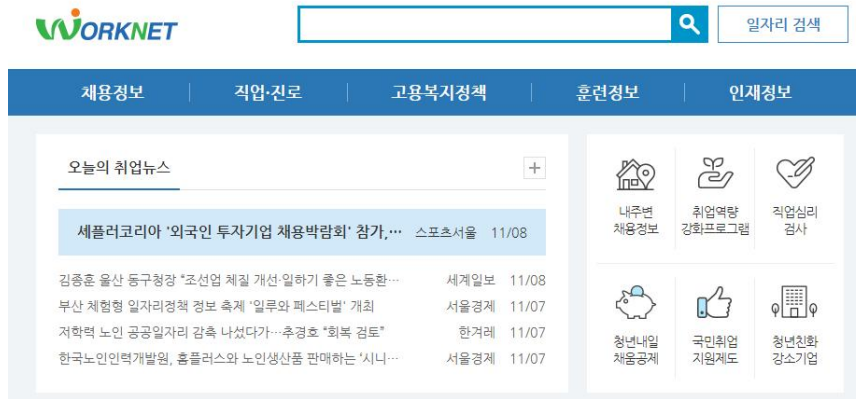 WORKNET
일자리 검색
채용정보 직업·진로 고용복지정책 훈련정보 인재정보
오늘의 취업뉴스
세플러코리아 '외국인 투자기업 채용박람회' 참가,··· 스포츠서울 11/08
김종훈 울산 동구청장 “조선업 체질 개선·일하기 좋은 노동환··· 세계일보 11/08
부산 체험형 일자리정책 정보 축제 '일루와 페스티벌' 개최 서울경제 11/07
저학력 노인 공공일자리 감축 나섰다가···추경호 “회복 검토” 한겨레 11/07
한국노인인력개발원, 홈플러스와 노인생산품 판매하는 ‘시니··· 서울경제 11/07
내주변
채용정보
취업역량
강화프로그램
직업심리
검사
청년내일
채움공제
국민취업
지원제도
청년친화
강소기업